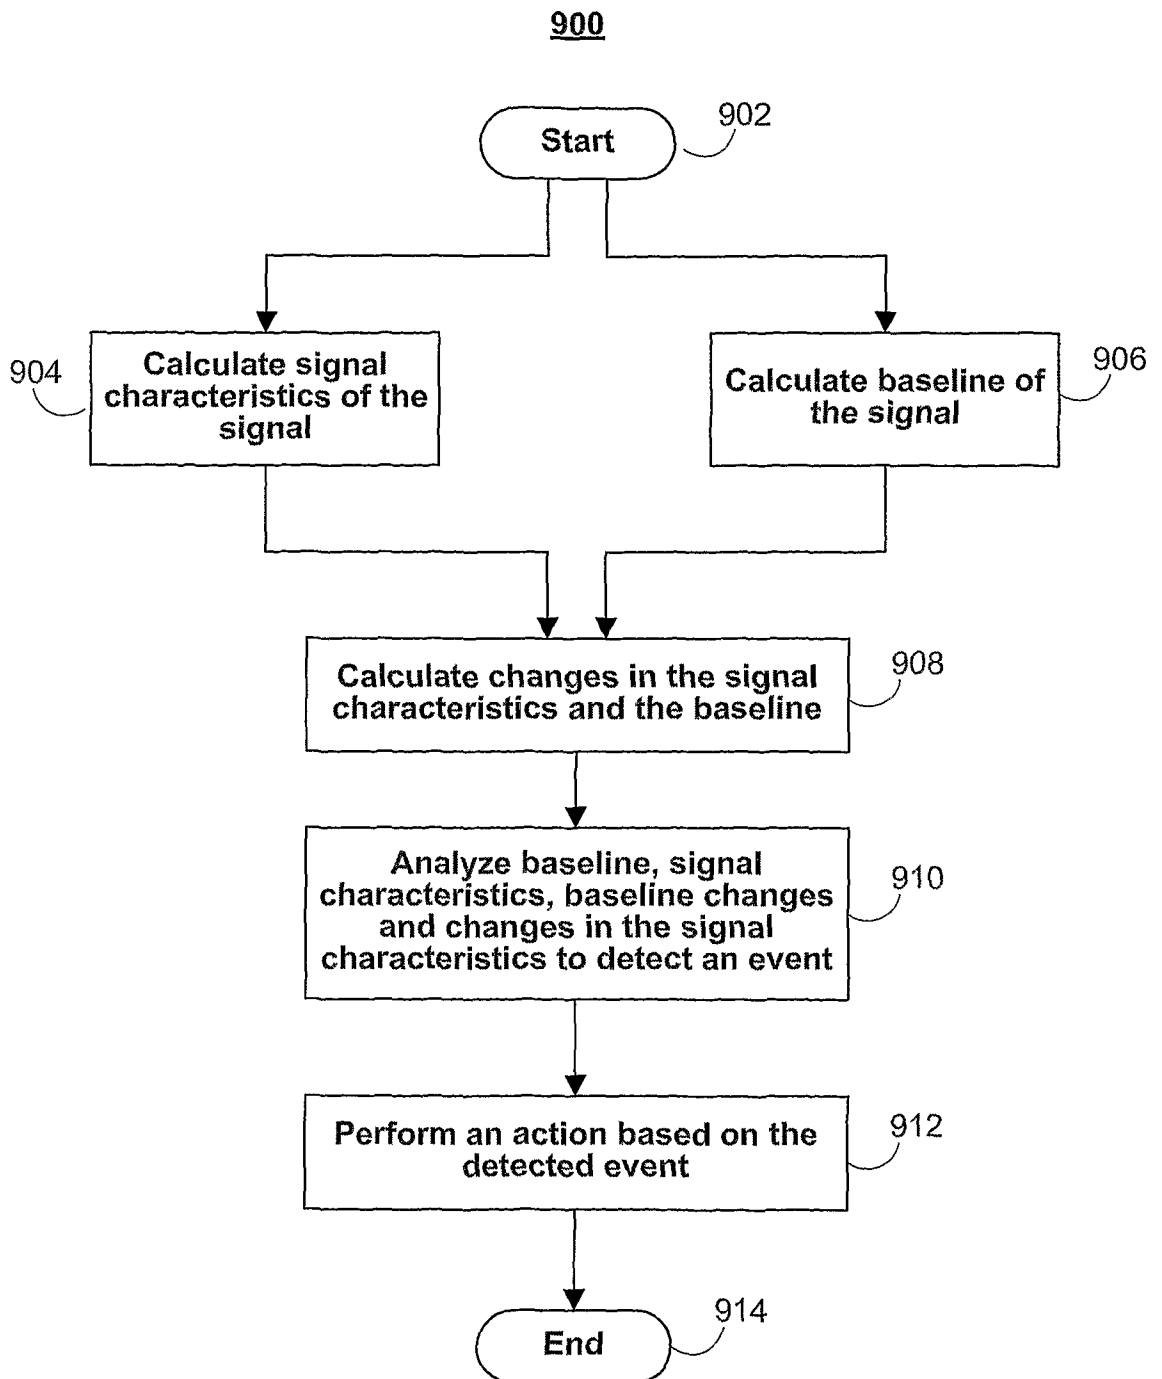 900
Start
902
904
Calculate signal
characteristics of the
signal
Calculate baseline of
the signal
906
Calculate changes in the signal
characteristics and the baseline
908
Analyze baseline, signal
characteristics, baseline changes
and changes in the signal
characteristics to detect an event
910
Perform an action based on the
detected event
912
End
914